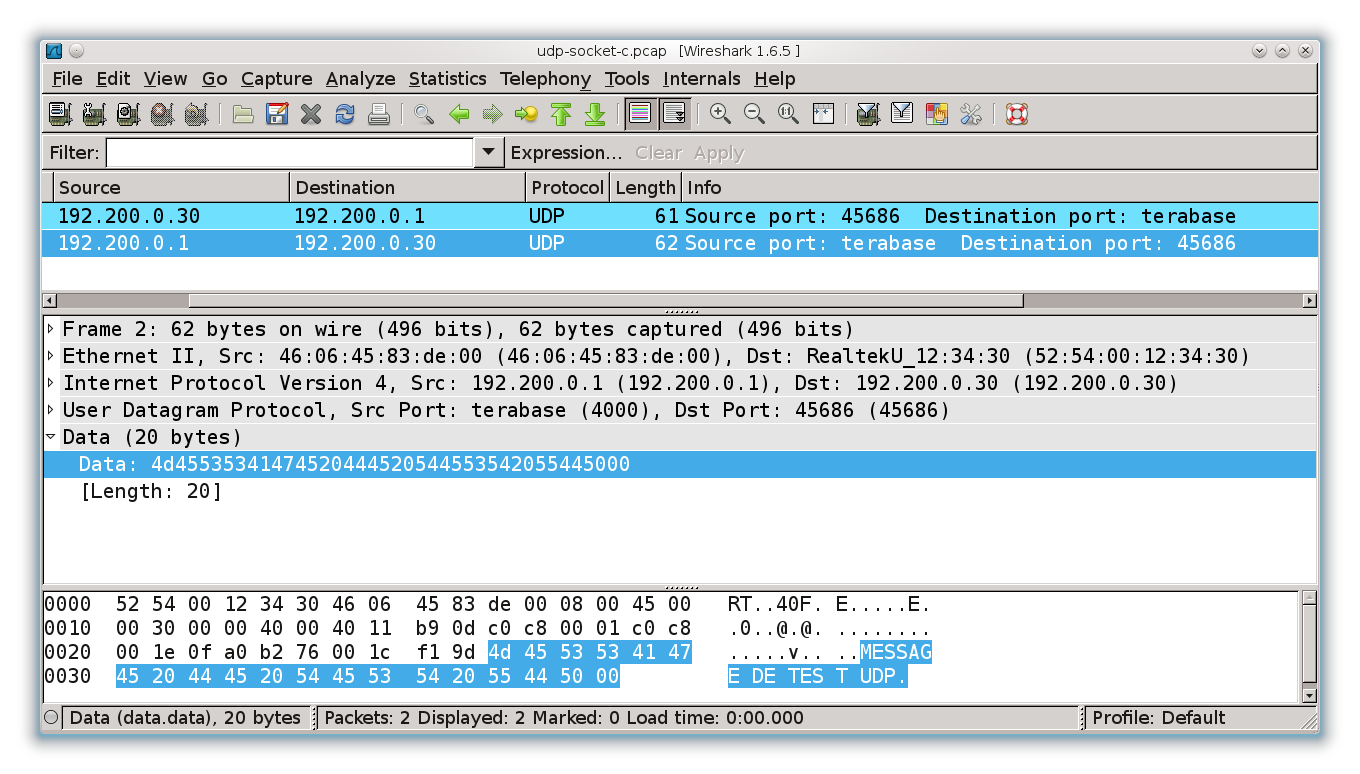 udp-socket-c.pcap [Wireshark 1.6.5 ]
File Edit View Go Capture Analyze Statistics Telephony Tools Internals Help
Filter: Expression... Clear Apply
Source Destination Protocol Length Info
192.200.0.30 192.200.0.1 UDP 61 Source port: 45686 Destination port: terabase
192.200.0.1 192.200.0.30 UDP 62 Source port: terabase Destination port: 45686
Frame 2: 62 bytes on wire (496 bits), 62 bytes captured (496 bits)
Ethernet II, Src: 46:06:45:83:de:00 (46:06:45:83:de:00), Dst: RealtekU_12:34:30 (52:54:00:12:34:30)
Internet Protocol Version 4, Src: 192.200.0.1 (192.200.0.1), Dst: 192.200.0.30 (192.200.0.30)
User Datagram Protocol, Src Port: terabase (4000), Dst Port: 45686 (45686)
Data (20 bytes)
Data: 4d45535341474520444520544553542055445000
[Length: 20]
0000 52 54 00 12 34 30 46 06 45 83 de 00 08 00 45 00 RT..40F. E.....E.
0010 00 30 00 00 40 00 40 11 b9 0d c0 c8 00 01 c0 c8 .0..@.@. ........
0020 00 1e 0f a0 b2 76 00 1c f1 9d 4d 45 53 53 41 47 .....v.. ..MESSAG
0030 45 20 44 45 20 54 45 53 54 20 55 44 50 00 E DE TES T UDP.
Data (data.data), 20 bytes Packets: 2 Displayed: 2 Marked: 0 Load time: 0:00.000 Profile: Default